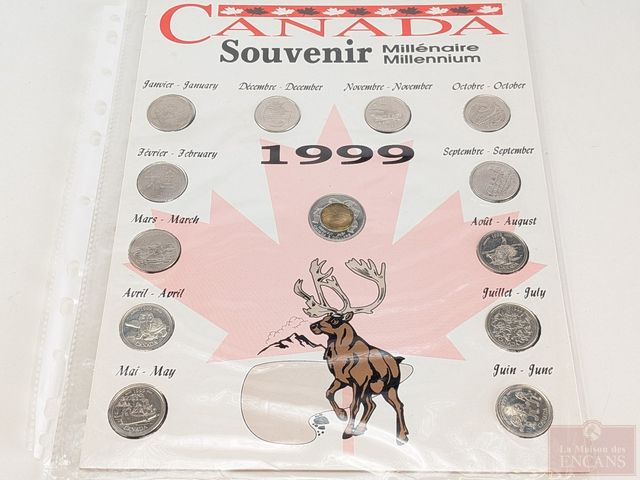 CANADA
Souvenir Millénaire
Millennium
Janvier - January
Décembre - December
Novembre - November
Octobre - October
Février - February
1999
Septembre - September
Mars - March
Août - August
Avril - Avril
Juillet - July
Mai - May
Juin - June
La Maison des
ENCANS